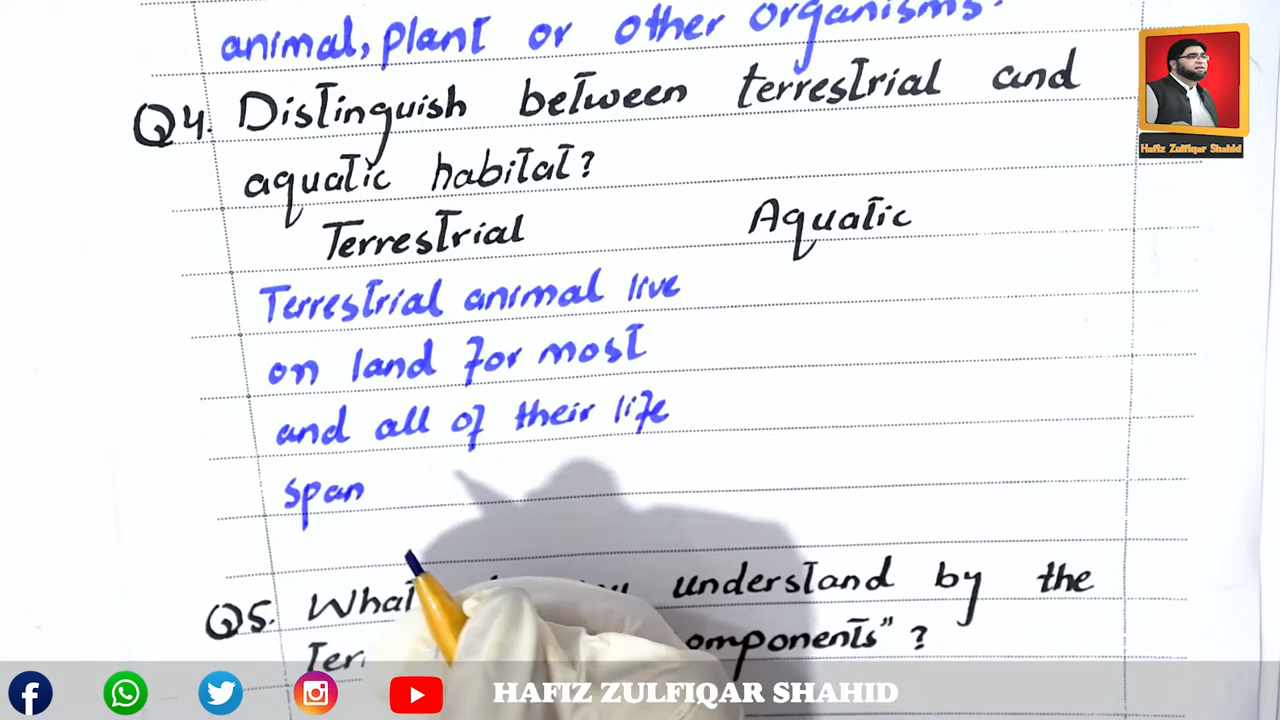 animal, plant or other organisms.
Q4. Distinguish between terrestrial and
aquatic habitat?
Terrestrial Aquatic
Terrestrial animal live
on land for most
and all of their life
span
Q5. What understand by the
Hafiz Zulfiqar Shahid
HAFIZ ZULFIQAR SHAHID